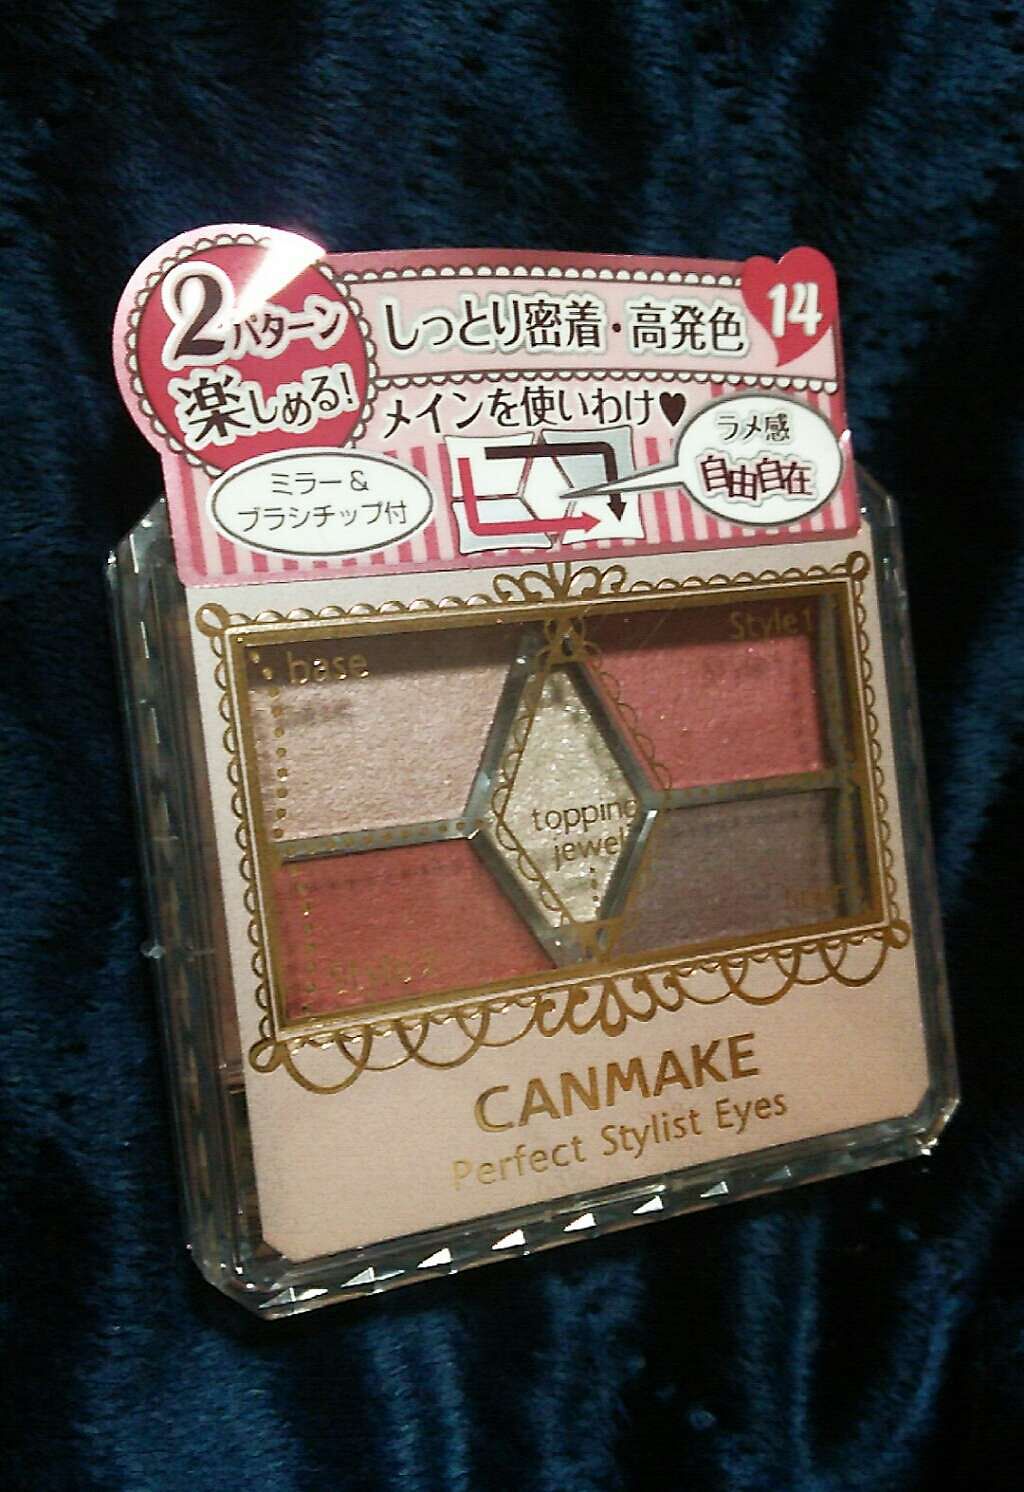 2パターン
楽しめる!
しっとり密着・高発色
14
メインを使いわけ♥
ラメ感
自由自在
ミラー&
ブラシチップ付
base
Style1
topping
jewel
Style2
CANMAKE
Perfect Stylist Eyes